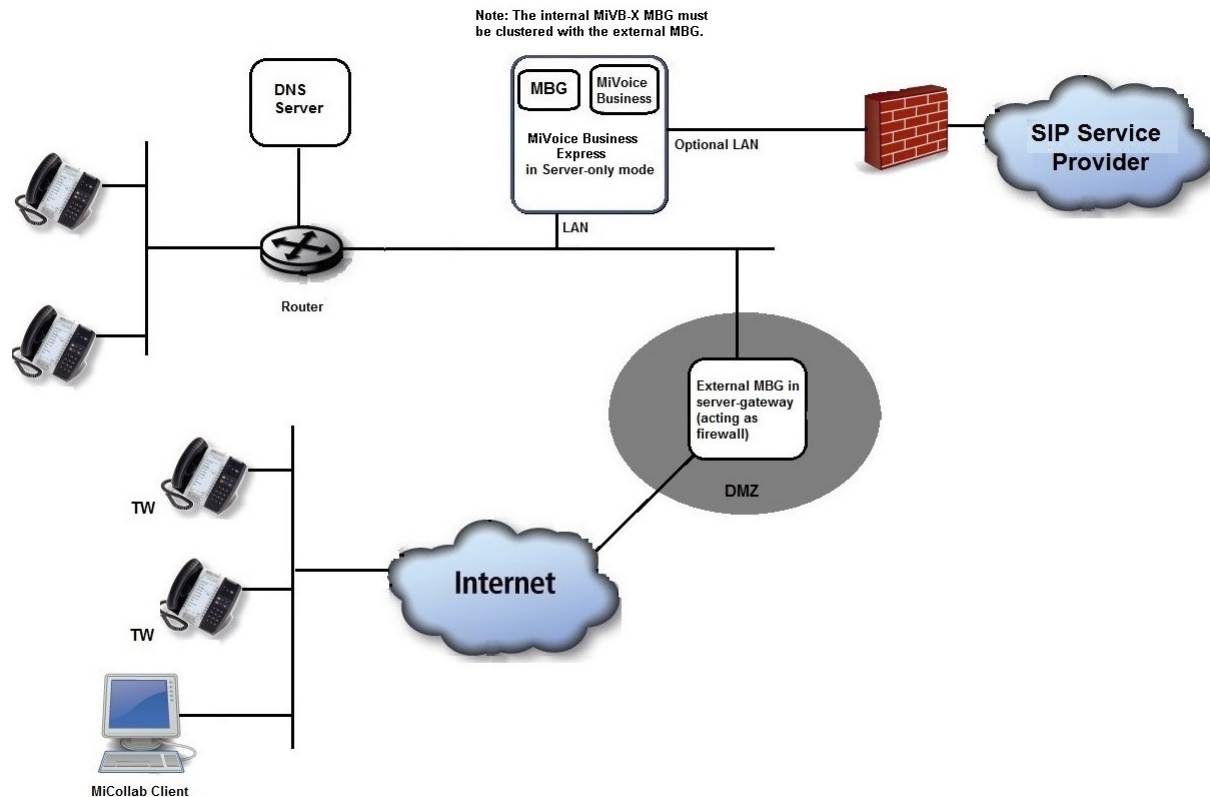 Note: The internal MiVB-X MBG must
be clustered with the external MBG.
DNS
Server
MBG
MiVoice
Business
MiVoice Business
Express
in Server-only mode
Optional LAN
SIP Service
Provider
LAN
Router
External MBG in
server-gateway
(acting as
firewall)
DMZ
TW
TW
Internet
MiCollab Client